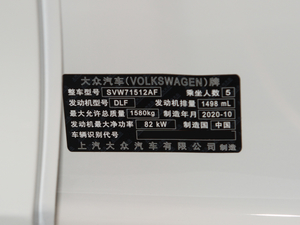 大众汽车(VOLKSWAGEN)牌
整车型号 SVW71512AF 乘坐人数 5
发动机型号 DLF 发动机排量 1498 mL
最大允许总质量 1580kg 制造年月 2020-10
发动机最大净功率 82 kW 制造国 中国
车辆识别代号
上汽大众汽车有限公司 制造